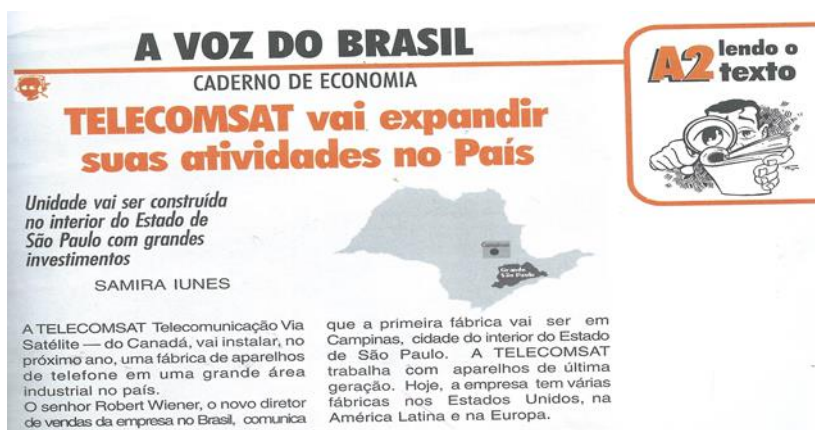 A VOZ DO BRASIL
CADERNO DE ECONOMIA
TELECOMSAT vai expandir
suas atividades no País
Unidade vai ser construída
no interior do Estado de
São Paulo com grandes
investimentos
SAMIRA IUNES
A TELECOMSAT Telecomunicação Via
Satélite — do Canadá, vai instalar, no
próximo ano, uma fábrica de aparelhos
de telefone em uma grande área
industrial no país.
O senhor Robert Wiener, o novo diretor
de vendas da empresa no Brasil, comunica
Campinas
Grande
São Paulo
que a primeira fábrica vai ser em
Campinas, cidade do interior do Estado
de São Paulo. A TELECOMSAT
trabalha com aparelhos de última
geração. Hoje, a empresa tem várias
fábricas nos Estados Unidos, na
América Latina e na Europa.
A2 lendo o
texto